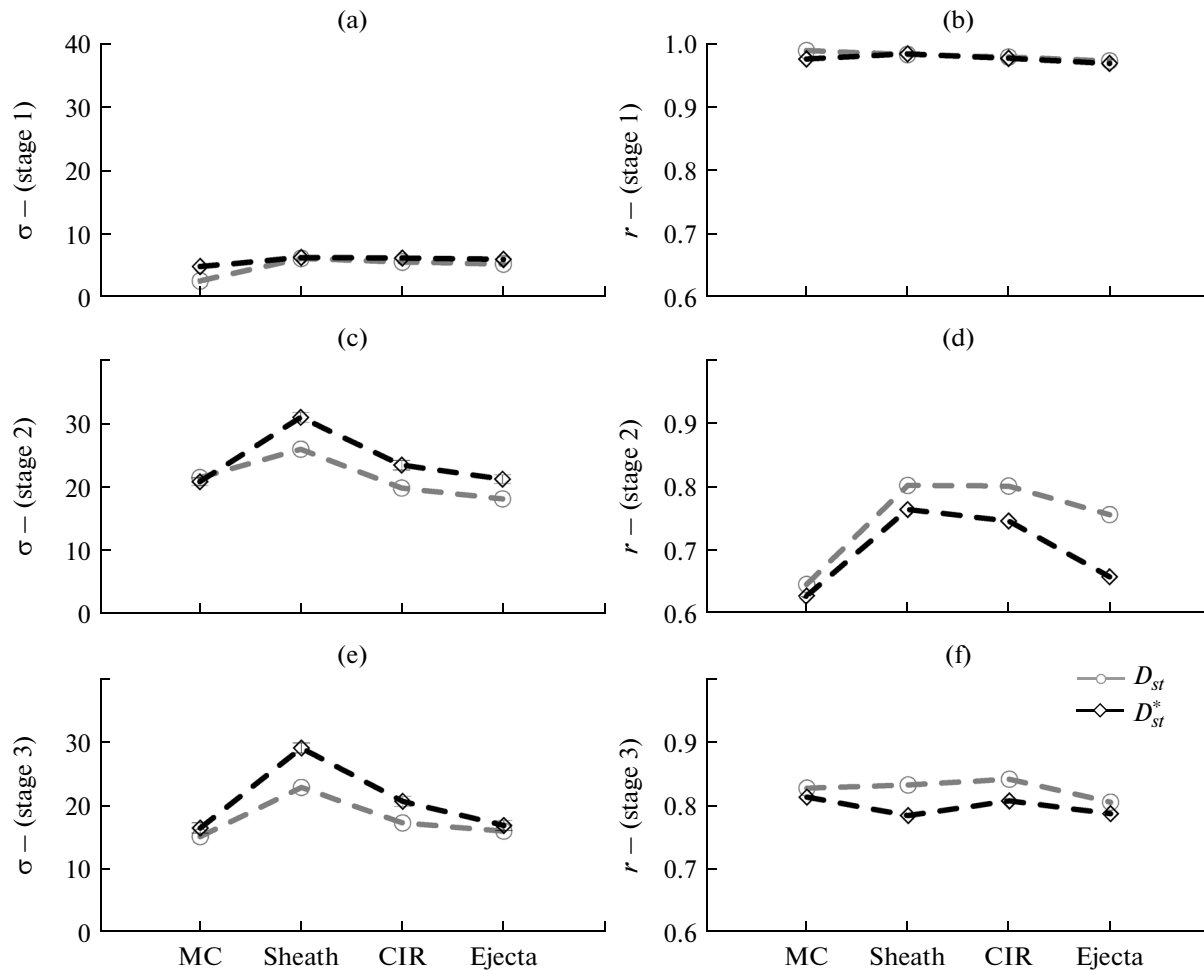 (a)
40
30
20
10
0
σ – (stage 1)
(b)
1.0
0.9
0.8
0.7
0.6
r – (stage 1)
(c)
30
20
10
0
σ – (stage 2)
(d)
0.9
0.8
0.7
0.6
r – (stage 2)
(e)
30
20
10
0
σ – (stage 3)
MC Sheath CIR Ejecta
(f)
D_st
D*_st
0.9
0.8
0.7
0.6
r – (stage 3)
MC Sheath CIR Ejecta